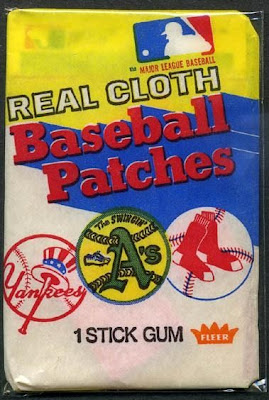 MAJOR LEAGUE BASEBALL
REAL CLOTH
Baseball
Patches
The SWINGIN'
A's
Yankees
1 STICK GUM
FLEER